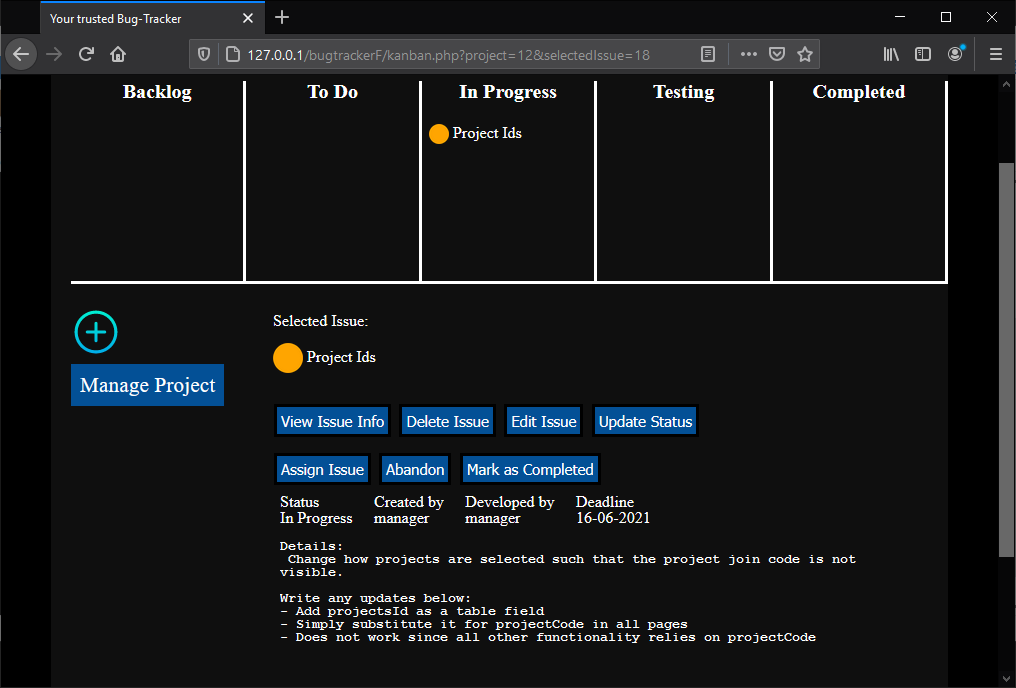 Your trusted Bug-Tracker
127.0.0.1/bugtrackerF/kanban.php?project=12&selectedIssue=18
Backlog To Do In Progress Testing Completed
Project Ids
Selected Issue:
Project Ids
Manage Project
View Issue Info Delete Issue Edit Issue Update Status
Assign Issue Abandon Mark as Completed
Status Created by Developed by Deadline
In Progress manager manager 16-06-2021
Details:
Change how projects are selected such that the project join code is not
visible.
Write any updates below:
- Add projectsId as a table field
- Simply substitute it for projectCode in all pages
- Does not work since all other functionality relies on projectCode